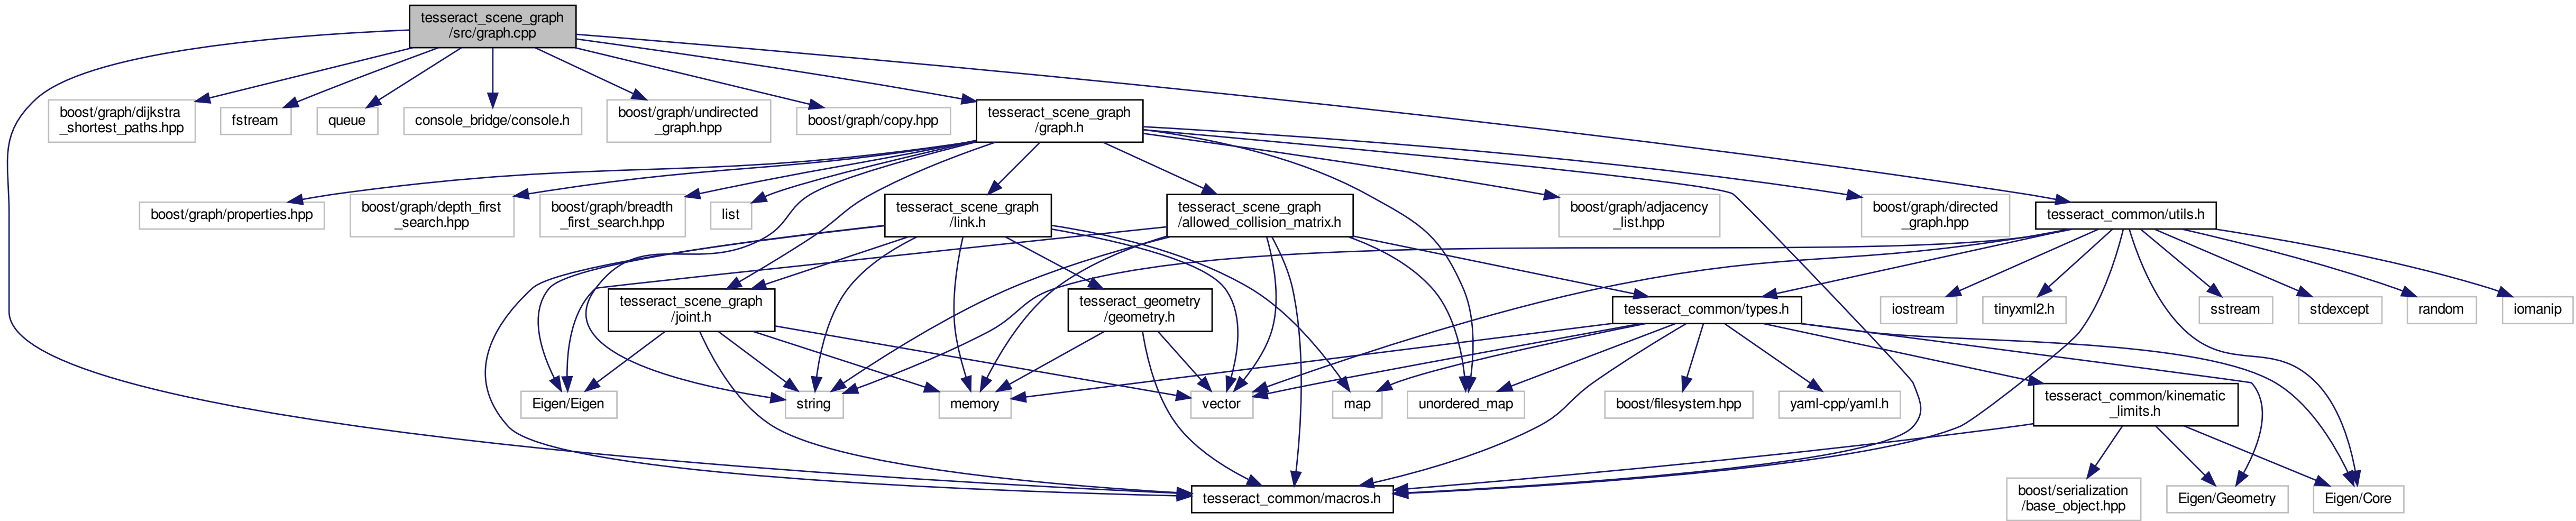 tesseract_scene_graph
/src/graph.cpp
boost/graph/dijkstra
_shortest_paths.hpp
fstream
queue
console_bridge/console.h
boost/graph/undirected
_graph.hpp
boost/graph/copy.hpp
tesseract_scene_graph
/graph.h
boost/graph/properties.hpp
boost/graph/depth_first
_search.hpp
boost/graph/breadth
_first_search.hpp
list
tesseract_scene_graph
/link.h
tesseract_scene_graph
/allowed_collision_matrix.h
boost/graph/adjacency
_list.hpp
boost/graph/directed
_graph.hpp
tesseract_common/utils.h
tesseract_scene_graph
/joint.h
tesseract_geometry
/geometry.h
tesseract_common/types.h
iostream
tinyxml2.h
sstream
stdexcept
random
iomanip
Eigen/Eigen
string
memory
vector
map
unordered_map
boost/filesystem.hpp
yaml-cpp/yaml.h
tesseract_common/kinematic
_limits.h
tesseract_common/macros.h
boost/serialization
/base_object.hpp
Eigen/Geometry
Eigen/Core